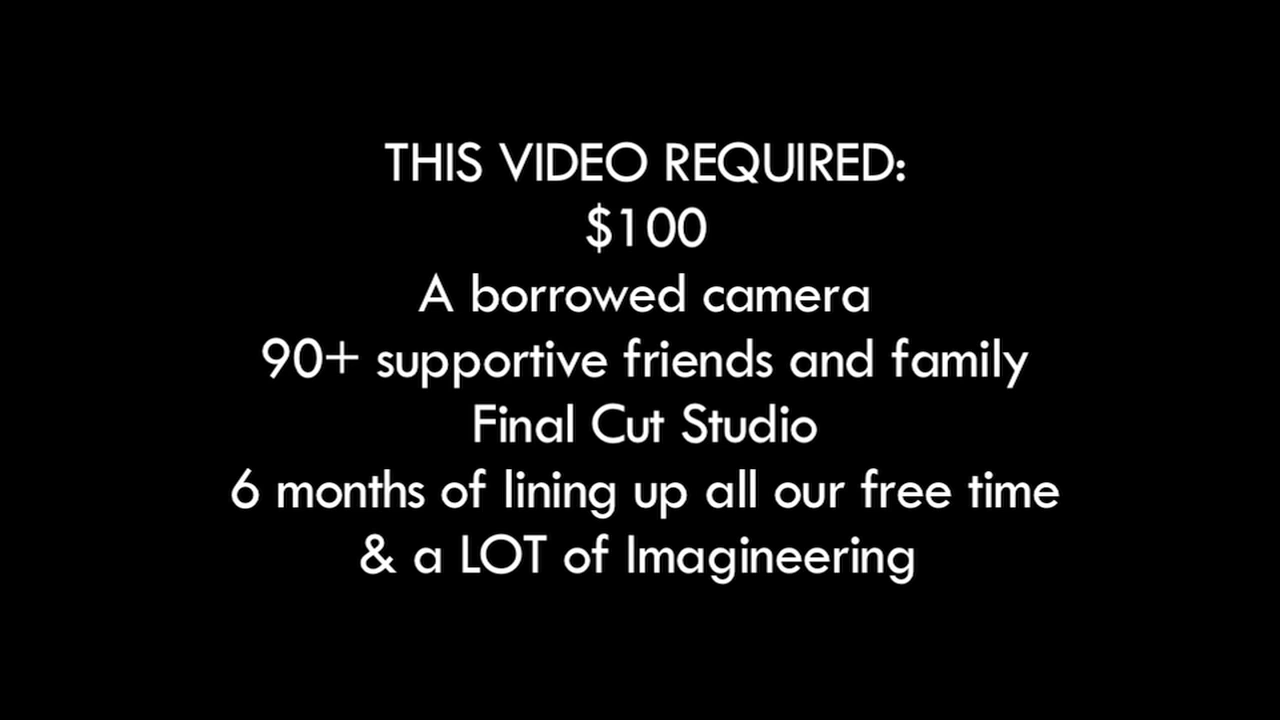 THIS VIDEO REQUIRED:
$100
A borrowed camera
90+ supportive friends and family
Final Cut Studio
6 months of lining up all our free time
& a LOT of Imagineering